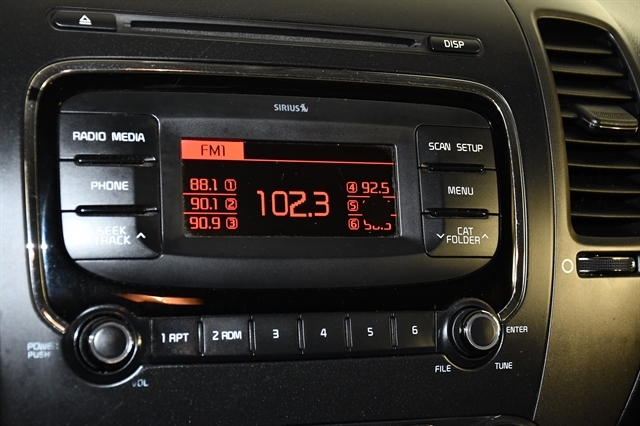 DISP
SIRIUS
RADIO MEDIA
SCAN SETUP
FM1
PHONE
MENU
88.1 1
102.3
4 92.5
90.1 2
5
90.9 3
6
SEEK
TRACK
CAT
FOLDER
POWER
PUSH
1 RPT
2 RDM
3
4
5
6
ENTER
VOL
FILE
TUNE